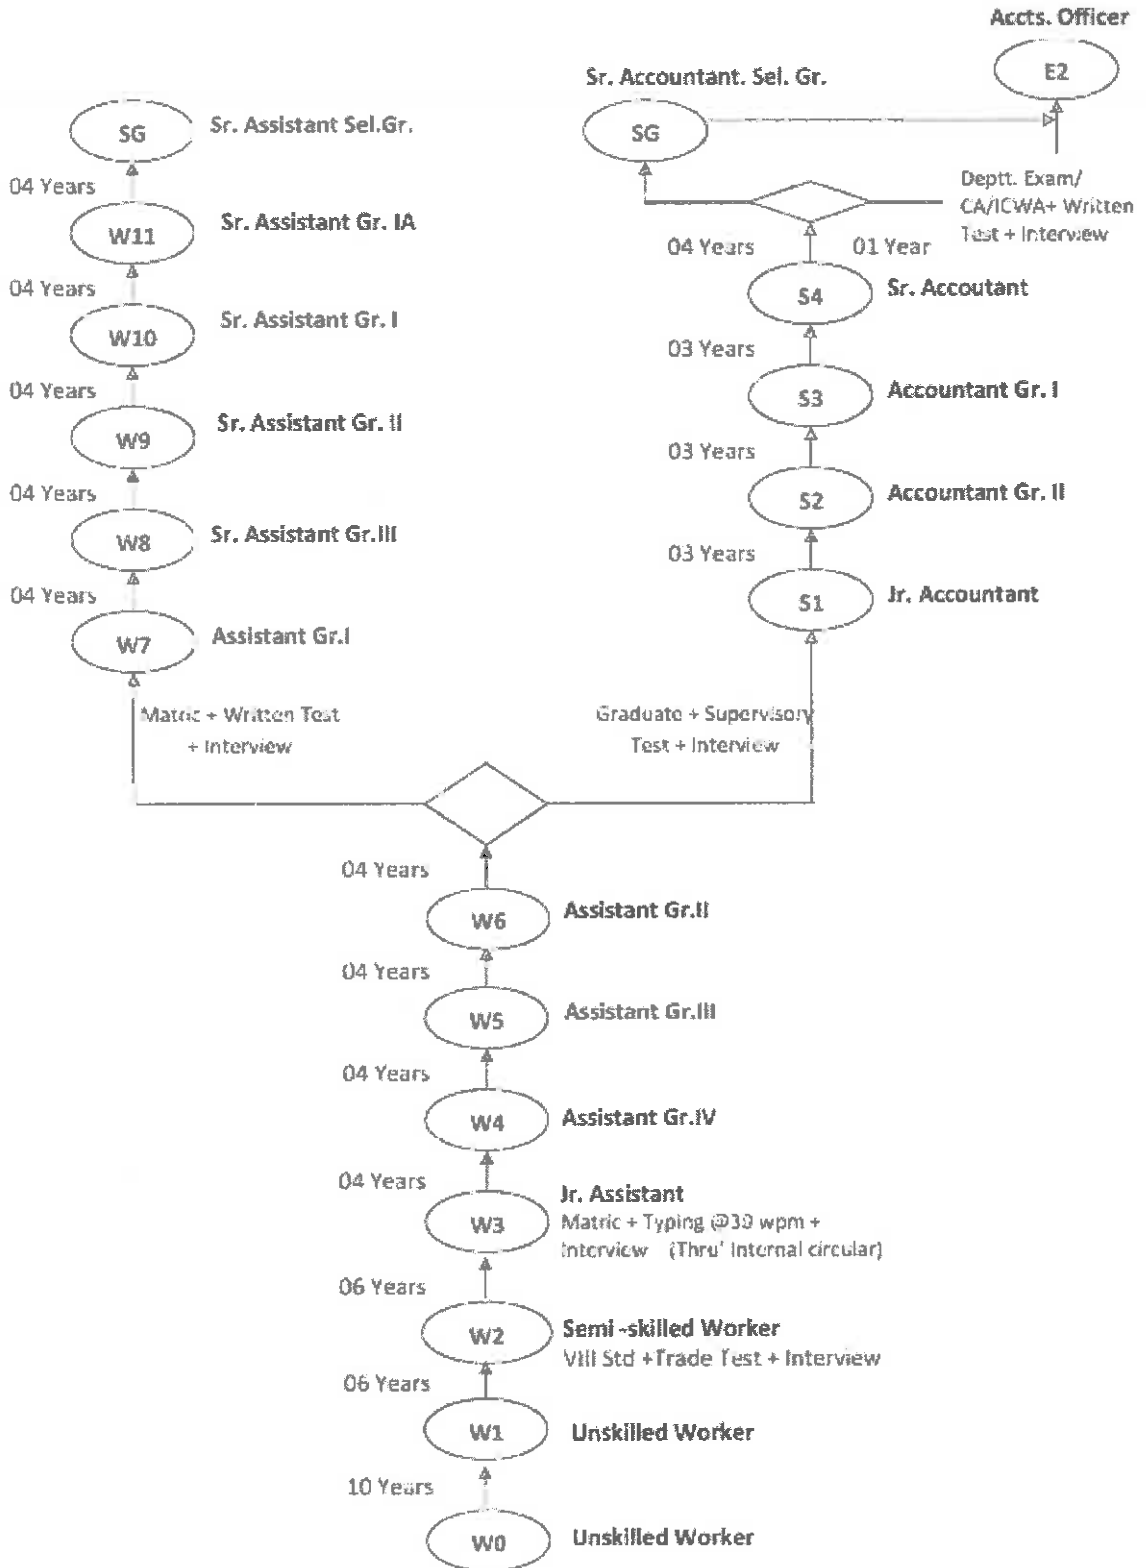 Accts. Officer
E2
Sr. Accountant. Sel. Gr.
SG
Deptt. Exam/
CA/ICWA+ Written
Test + Interview
04 Years
01 Year
S4
Sr. Accoutant
03 Years
S3
Accountant Gr. I
03 Years
S2
Accountant Gr. II
03 Years
S1
Jr. Accountant
Graduate + Supervisory
Test + Interview
SG
Sr. Assistant Sel.Gr.
04 Years
W11
Sr. Assistant Gr. IA
04 Years
W10
Sr. Assistant Gr. I
04 Years
W9
Sr. Assistant Gr. II
04 Years
W8
Sr. Assistant Gr.III
04 Years
W7
Assistant Gr.I
Matric + Written Test
+ Interview
04 Years
W6
Assistant Gr.II
04 Years
W5
Assistant Gr.III
04 Years
W4
Assistant Gr.IV
04 Years
W3
Jr. Assistant
Matric + Typing @30 wpm +
Interview (Thru' Internal circular)
06 Years
W2
Semi -skilled Worker
VIII Std +Trade Test + Interview
06 Years
W1
Unskilled Worker
10 Years
W0
Unskilled Worker